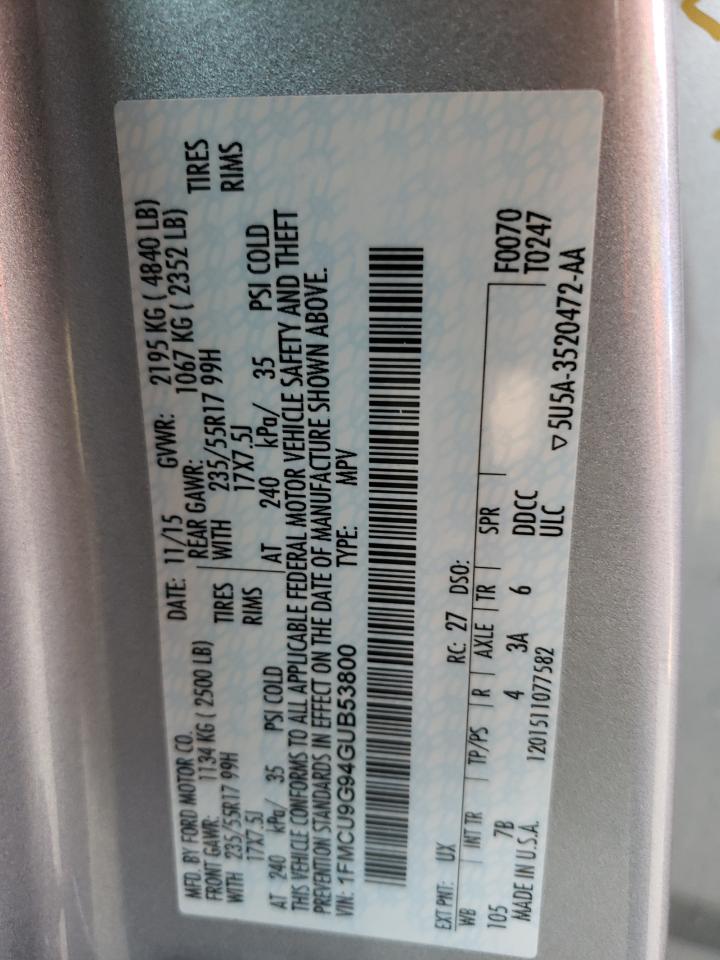 MFD. BY FORD MOTOR CO.
DATE: 11/15 GVWR: 2195 KG ( 4840 LB)
FRONT GAWR: 1134 KG ( 2500 LB) REAR GAWR: 1067 KG ( 2352 LB)
WITH 235/55R17 99H TIRES WITH 235/55R17 99H TIRES
17X7.5J RIMS 17X7.5J RIMS
AT 240 kPa/ 35 PSI COLD AT 240 kPa/ 35 PSI COLD
THIS VEHICLE CONFORMS TO ALL APPLICABLE FEDERAL MOTOR VEHICLE SAFETY AND THEFT
PREVENTION STANDARDS IN EFFECT ON THE DATE OF MANUFACTURE SHOWN ABOVE.
VIN: 1FMCU9G94GUB53800 TYPE: MPV
EXT PNT: UX RC: 27 DSO: F0070
WB INT TR TP/PS R AXLE TR SPR T0247
105 7B 4 3A 6 DDCC
MADE IN U.S.A. 1201511077582 ULC ▽5U5A-3520472-AA